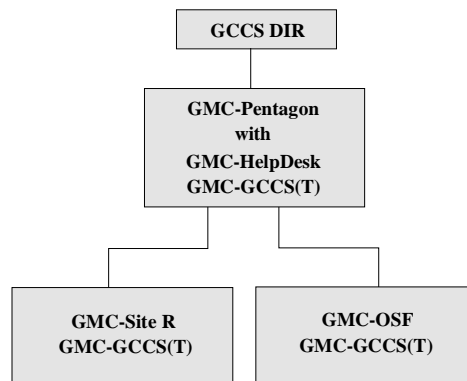 GCCS DIR
GMC-Pentagon
with
GMC-HelpDesk
GMC-GCCS(T)
GMC-Site R
GMC-GCCS(T)
GMC-OSF
GMC-GCCS(T)